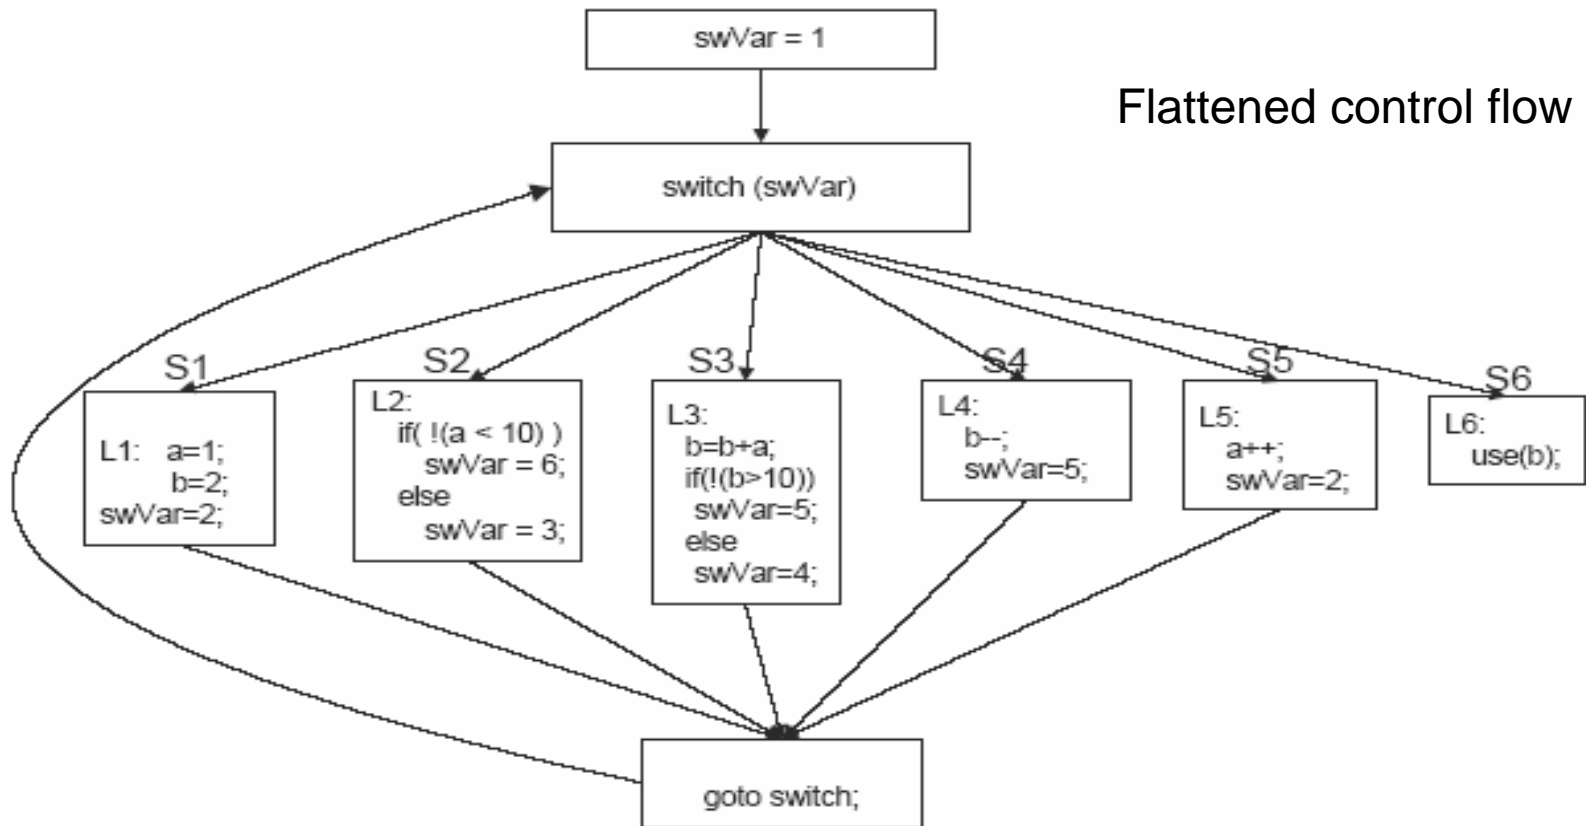 swVar = 1
Flattened control flow
switch (swVar)
S1
L1: a=1;
b=2;
swVar=2;
S2
L2:
if( !(a < 10) )
swVar = 6;
else
swVar = 3;
S3
L3:
b=b+a;
if(!(b>10))
swVar=5;
else
swVar=4;
S4
L4:
b--;
swVar=5;
S5
L5:
a++;
swVar=2;
S6
L6:
use(b);
goto switch;